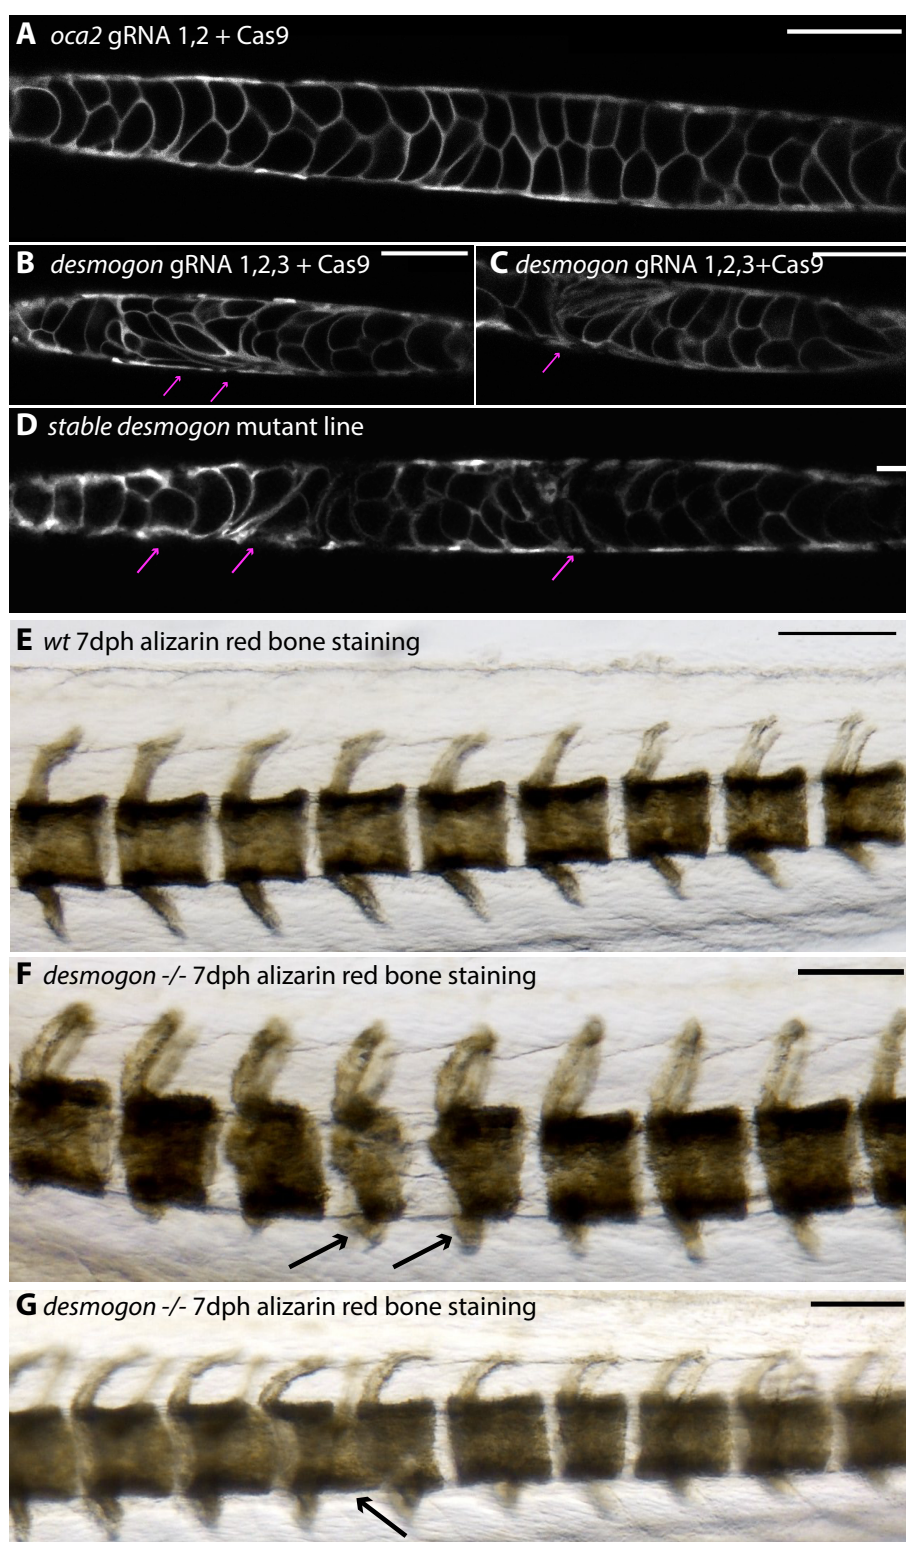 A oca2 gRNA 1,2 + Cas9
B desmogon gRNA 1,2,3 + Cas9
C desmogon gRNA 1,2,3+Cas9
D stable desmogon mutant line
E wt 7dph alizarin red bone staining
F desmogon -/- 7dph alizarin red bone staining
G desmogon -/- 7dph alizarin red bone staining